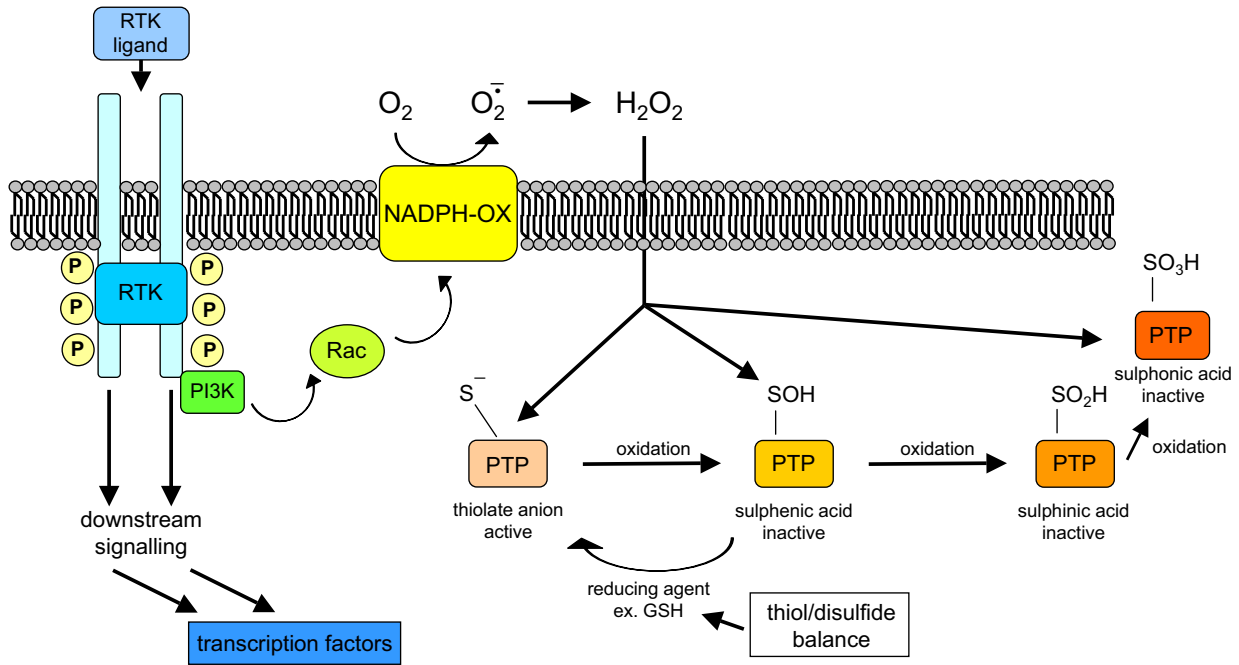 RTK
ligand
O₂
O₂•̅
H₂O₂
NADPH-OX
P
P
P
RTK
P
P
P
PI3K
Rac
SO₃H
PTP
sulphonic acid
inactive
S⁻
PTP
thiolate anion
active
oxidation
SOH
PTP
sulphenic acid
inactive
oxidation
SO₂H
PTP
sulphinic acid
inactive
oxidation
reducing agent
ex. GSH
thiol/disulfide
balance
downstream
signalling
transcription factors